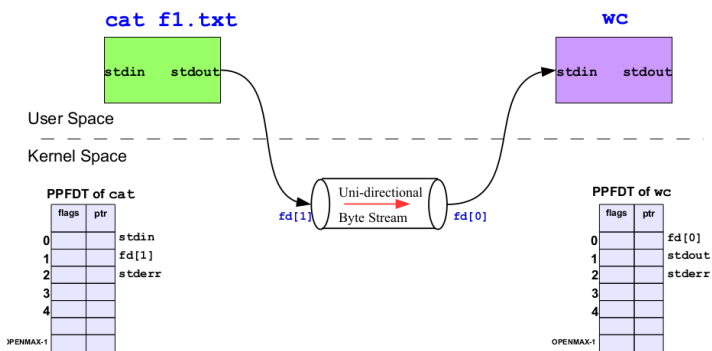 cat f1.txt
wc
stdin stdout
stdin stdout
User Space
Kernel Space
Uni-directional
Byte Stream
fd[1]
fd[0]
PPFDT of cat
flags ptr
0 stdin
1 fd[1]
2 stderr
3
4
OPENMAX-1
PPFDT of wc
flags ptr
0 fd[0]
1 stdout
2 stderr
3
4
OPENMAX-1